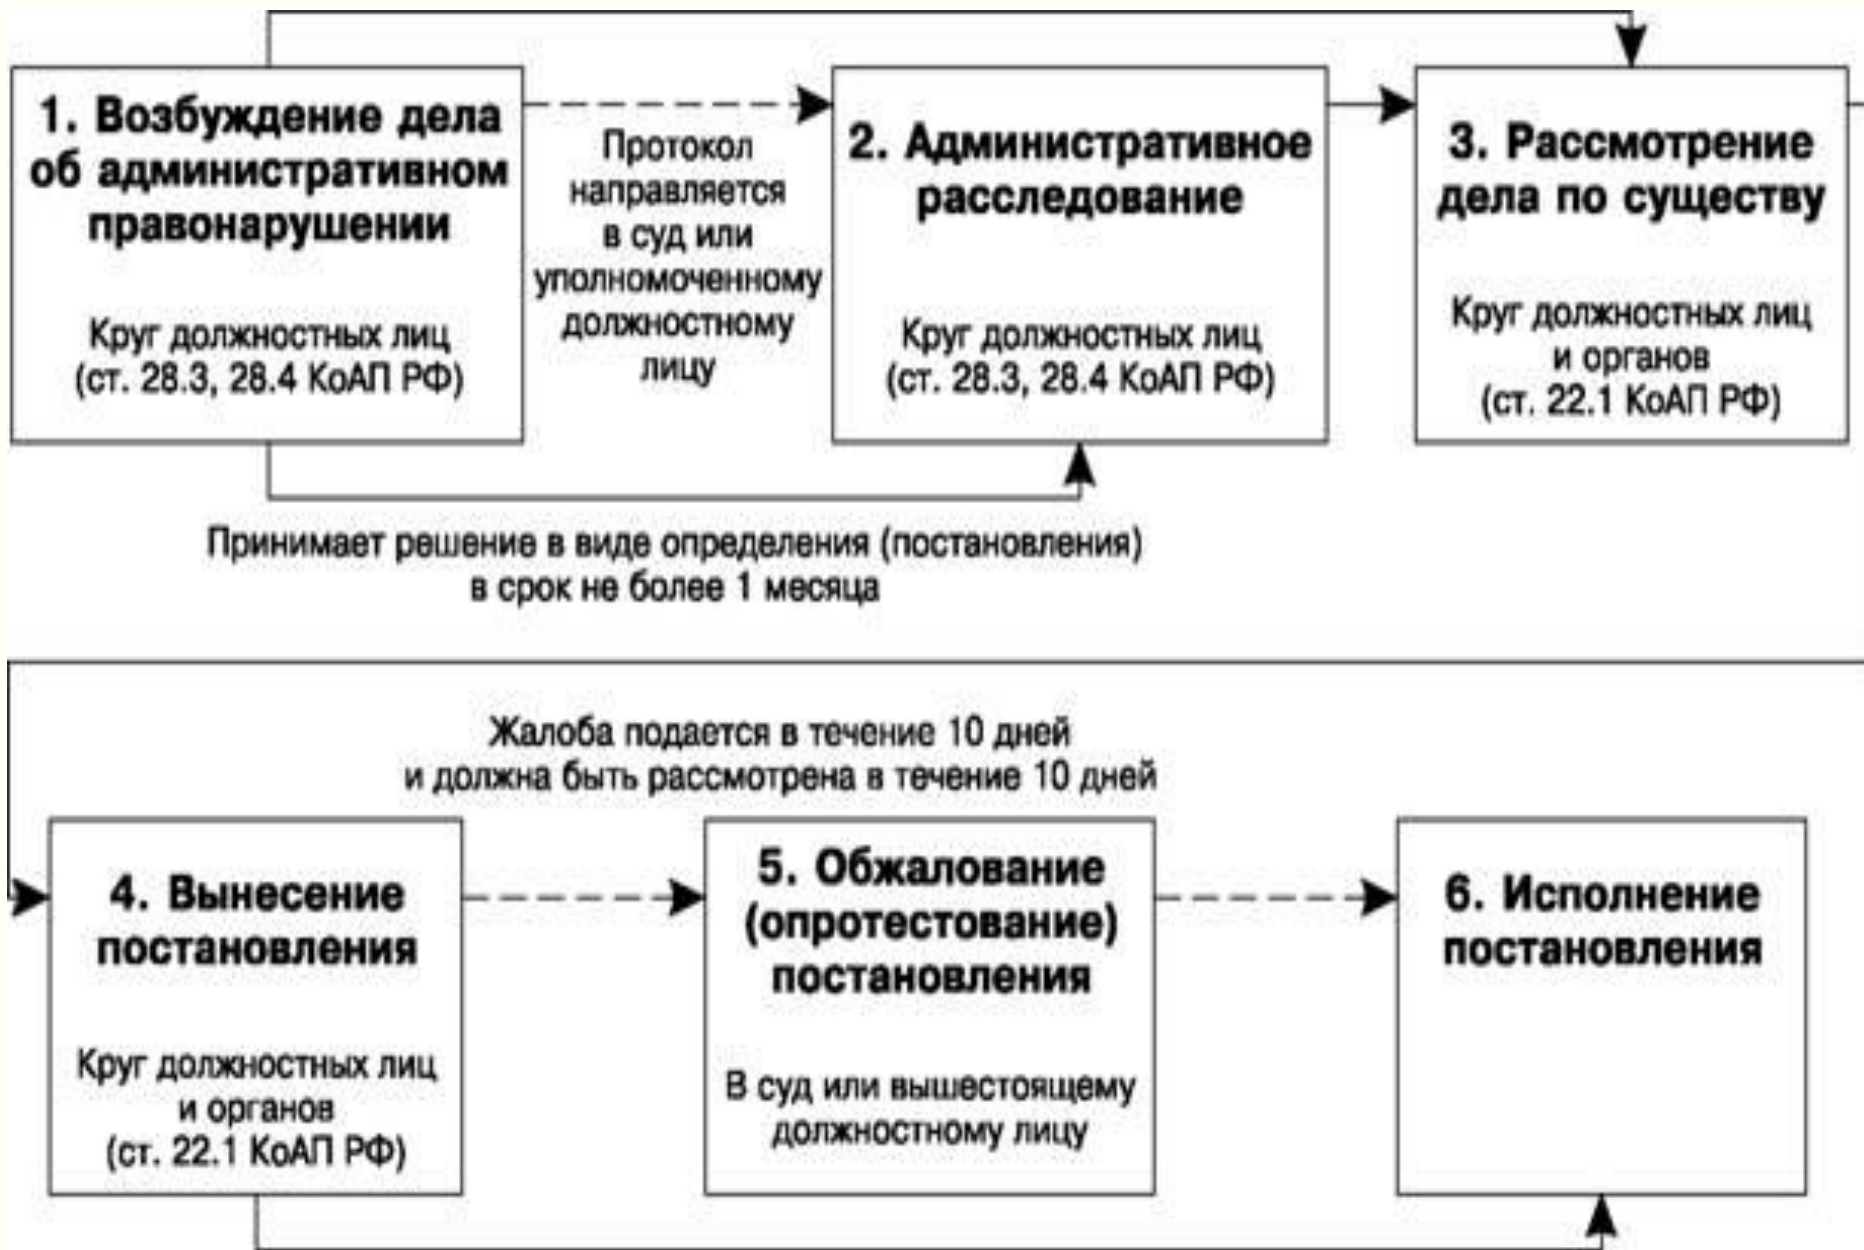 1. Возбуждение дела
об административном
правонарушении
Круг должностных лиц
(ст. 28.3, 28.4 КоАП РФ)
Протокол
направляется
в суд или
уполномоченному
должностному
лицу
2. Административное
расследование
Круг должностных лиц
(ст. 28.3, 28.4 КоАП РФ)
3. Рассмотрение
дела по существу
Круг должностных лиц
и органов
(ст. 22.1 КоАП РФ)
Принимает решение в виде определения (постановления)
в срок не более 1 месяца
Жалоба подается в течение 10 дней
и должна быть рассмотрена в течение 10 дней
4. Вынесение
постановления
Круг должностных лиц
и органов
(ст. 22.1 КоАП РФ)
5. Обжалование
(опротестование)
постановления
В суд или вышестоящему
должностному лицу
6. Исполнение
постановления